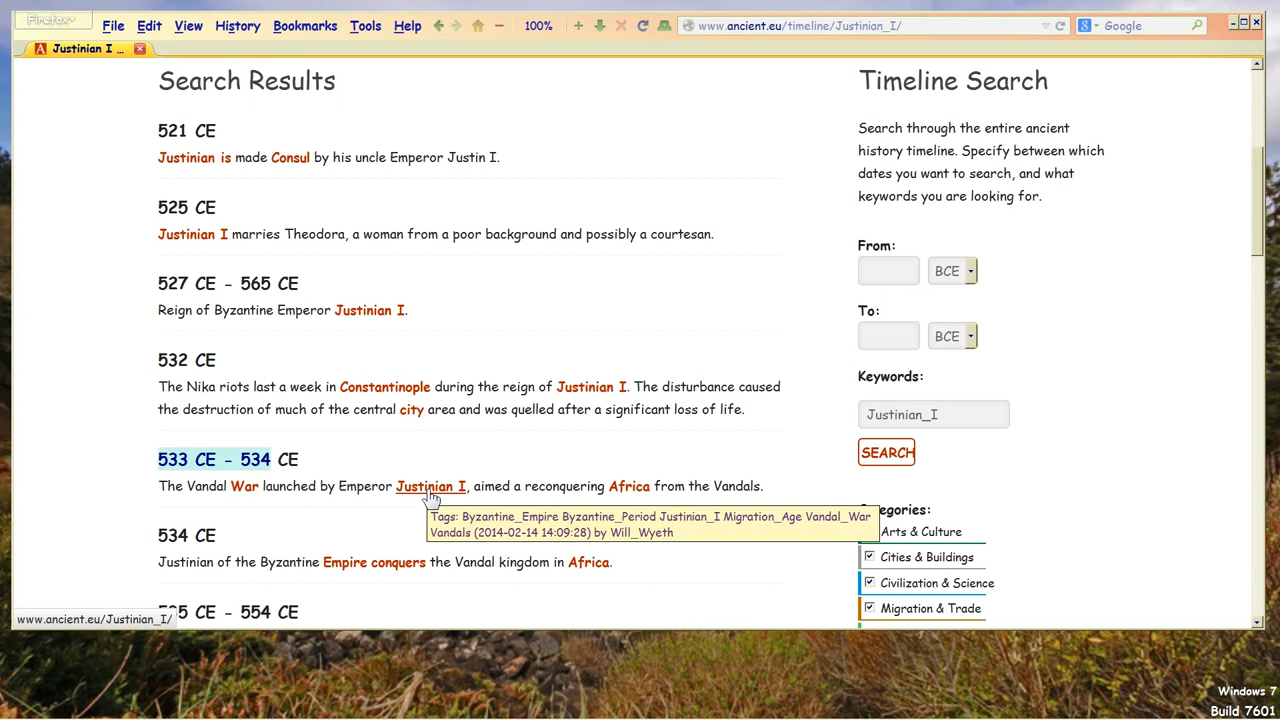 Firefox
File Edit View History Bookmarks Tools Help 100% www.ancient.eu/timeline/Justinian_I/ Google
Justinian I ...
Search Results
521 CE
Justinian is made Consul by his uncle Emperor Justin I.
525 CE
Justinian I marries Theodora, a woman from a poor background and possibly a courtesan.
527 CE - 565 CE
Reign of Byzantine Emperor Justinian I.
532 CE
The Nika riots last a week in Constantinople during the reign of Justinian I. The disturbance caused
the destruction of much of the central city area and was quelled after a significant loss of life.
533 CE - 534 CE
The Vandal War launched by Emperor Justinian I, aimed a reconquering Africa from the Vandals.
Tags: Byzantine_Empire Byzantine_Period Justinian_I Migration_Age Vandal_War
Vandals (2014-02-14 14:09:28) by Will_Wyeth
534 CE
Justinian of the Byzantine Empire conquers the Vandal kingdom in Africa.
CE - 554 CE
www.ancient.eu/Justinian_I/
Timeline Search
Search through the entire ancient
history timeline. Specify between which
dates you want to search, and what
keywords you are looking for.
From:
BCE
To:
BCE
Keywords:
Justinian_I
SEARCH
Categories:
Arts & Culture
Cities & Buildings
Civilization & Science
Migration & Trade
Windows 7
Build 7601